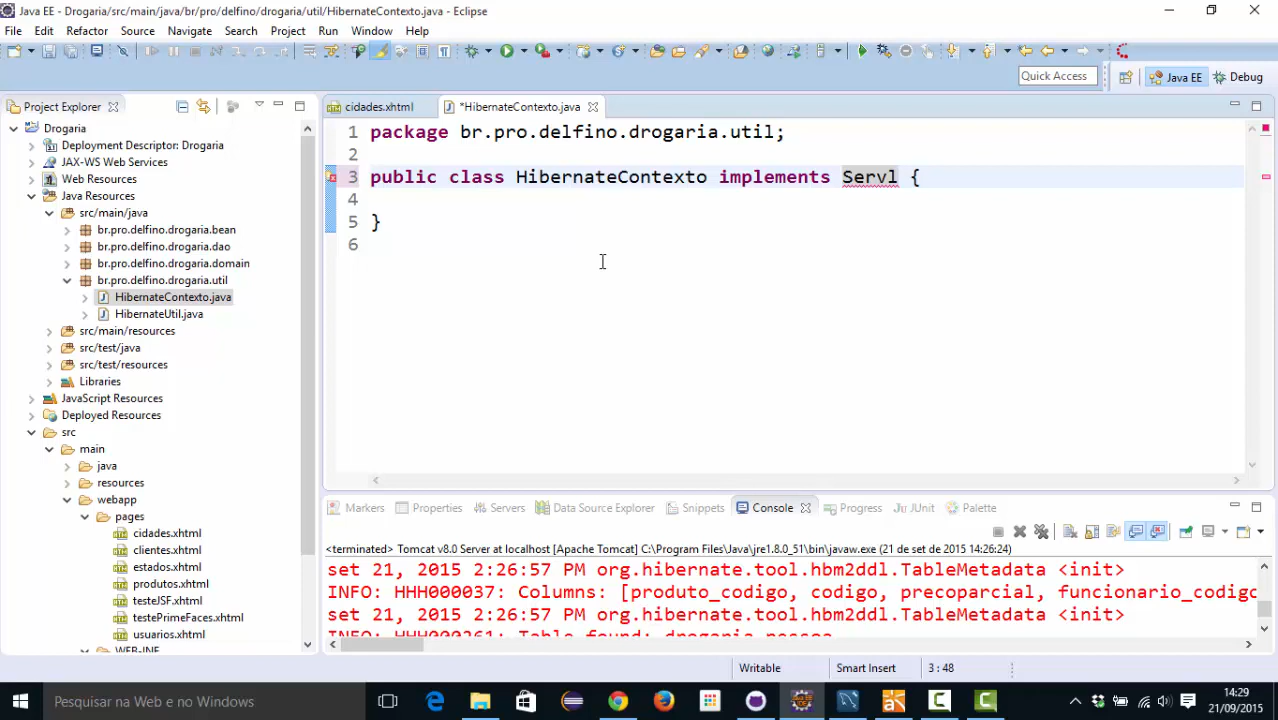 Java EE - Drogaria/src/main/java/br/pro/delfino/drogaria/util/HibernateContexto.java - Eclipse
File Edit Refactor Source Navigate Search Project Run Window Help
Quick Access
Java EE
Debug
Project Explorer
cidades.xhtml
*HibernateContexto.java
Drogaria
Deployment Descriptor: Drogaria
JAX-WS Web Services
Web Resources
Java Resources
src/main/java
br.pro.delfino.drogaria.bean
br.pro.delfino.drogaria.dao
br.pro.delfino.drogaria.domain
br.pro.delfino.drogaria.util
HibernateContexto.java
HibernateUtil.java
src/main/resources
src/test/java
src/test/resources
Libraries
JavaScript Resources
Deployed Resources
src
main
java
resources
webapp
pages
cidades.xhtml
clientes.xhtml
estados.xhtml
produtos.xhtml
testeJSF.xhtml
testePrimeFaces.xhtml
usuarios.xhtml
WEB-INF
1 package br.pro.delfino.drogaria.util;
2
3 public class HibernateContexto implements Servl {
4
5 }
6
Markers Properties Servers Data Source Explorer Snippets Console Progress JUnit Palette
<terminated> Tomcat v8.0 Server at localhost [Apache Tomcat] C:\Program Files\Java\jre1.8.0_51\bin\javaw.exe (21 de set de 2015 14:26:24)
set 21, 2015 2:26:57 PM org.hibernate.tool.hbm2ddl.TableMetadata <init>
INFO: HHH000037: Columns: [produto_codigo, codigo, precoparcial, funcionario_codigo
set 21, 2015 2:26:57 PM org.hibernate.tool.hbm2ddl.TableMetadata <init>
INFO: HHH000261: Table found: drogaria.pessoa
Writable
Smart Insert
3 : 48
Pesquisar na Web e no Windows
14:29
21/09/2015